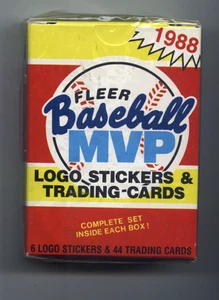 1988
FLEER
Baseball
MVP
LOGO STICKERS &
TRADING-CARDS
COMPLETE SET
INSIDE EACH BOX!
6 LOGO STICKERS & 44 TRADING CARDS